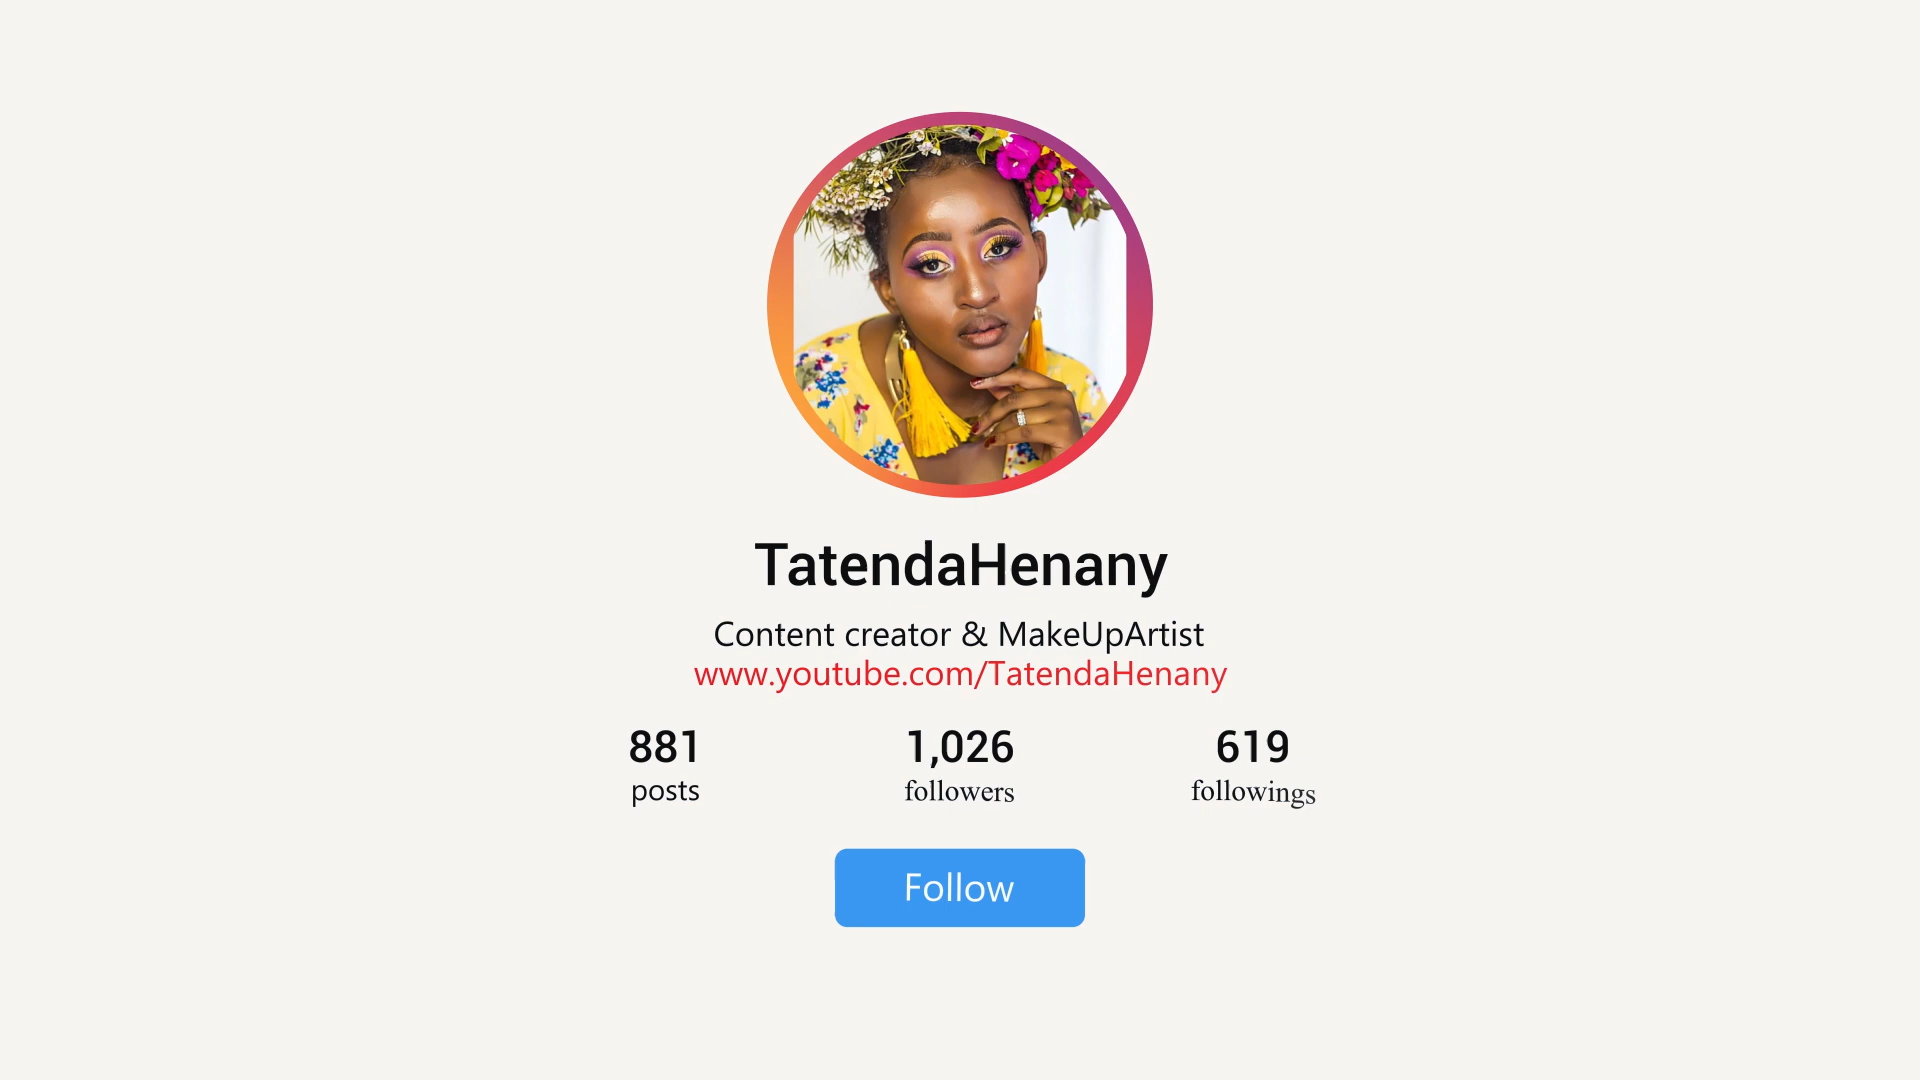 TatendaHenany
Content creator & MakeUpArtist
www.youtube.com/TatendaHenany
881 1,026 619
posts followers followings
Follow